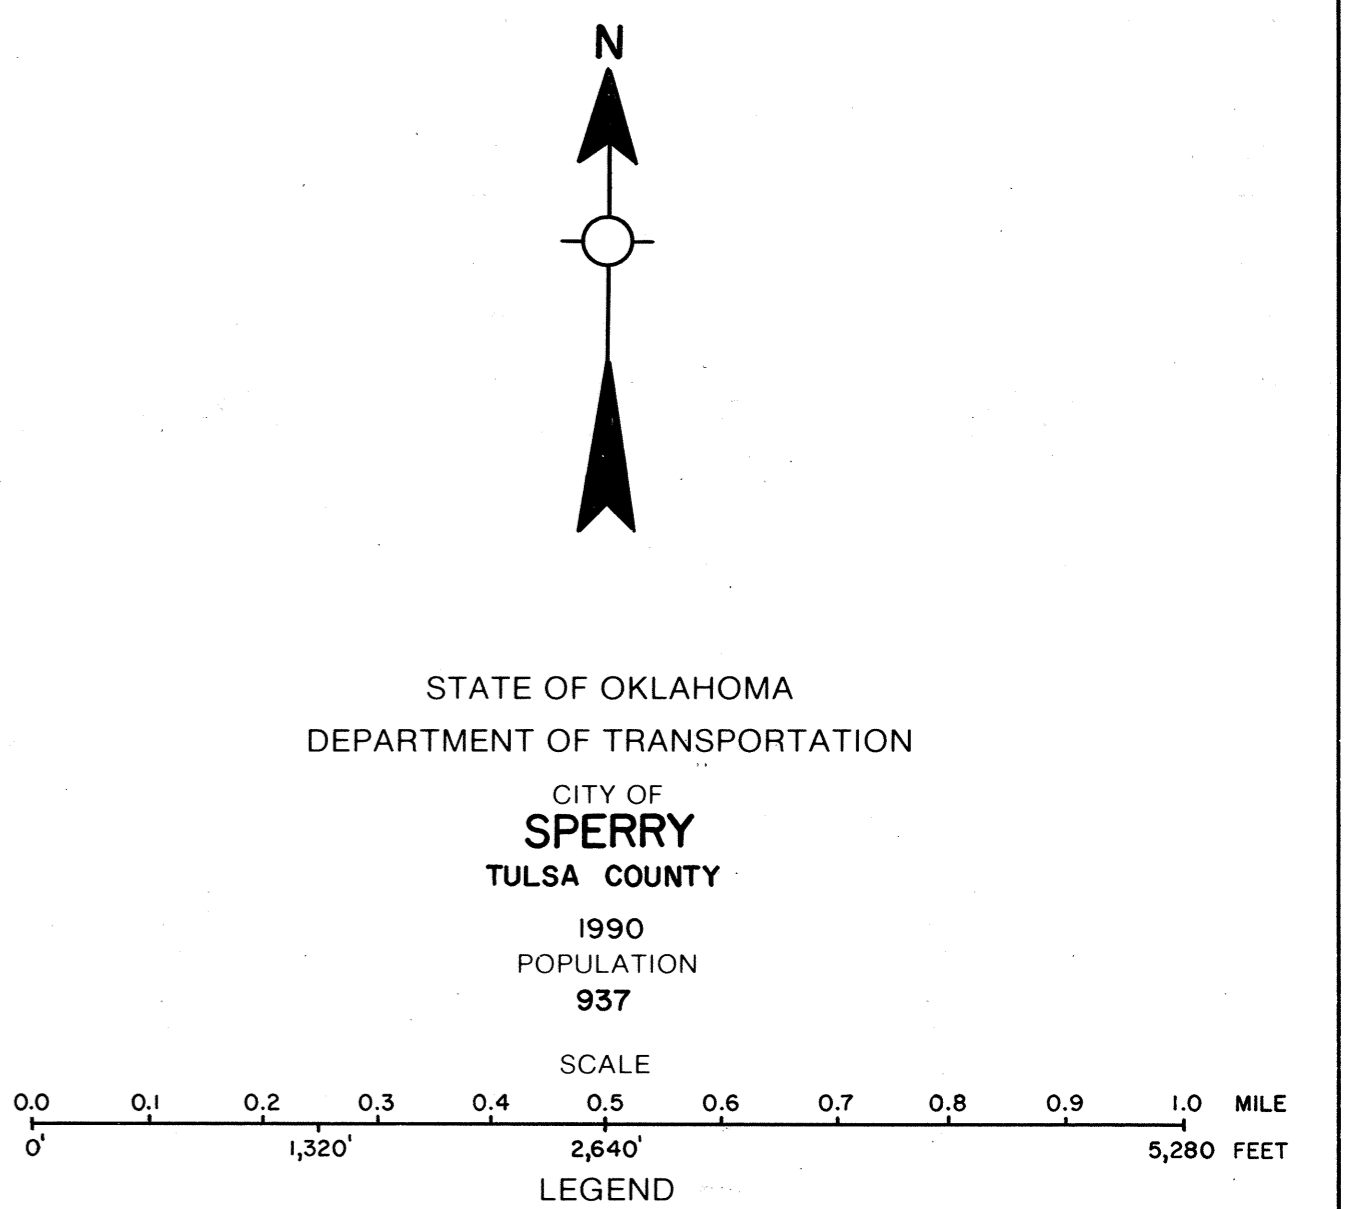 N
STATE OF OKLAHOMA
DEPARTMENT OF TRANSPORTATION
CITY OF
SPERRY
TULSA COUNTY
1990
POPULATION
937
SCALE
0.0 0.1 0.2 0.3 0.4 0.5 0.6 0.7 0.8 0.9 1.0 MILE
0' 1,320' 2,640' 5,280 FEET
LEGEND